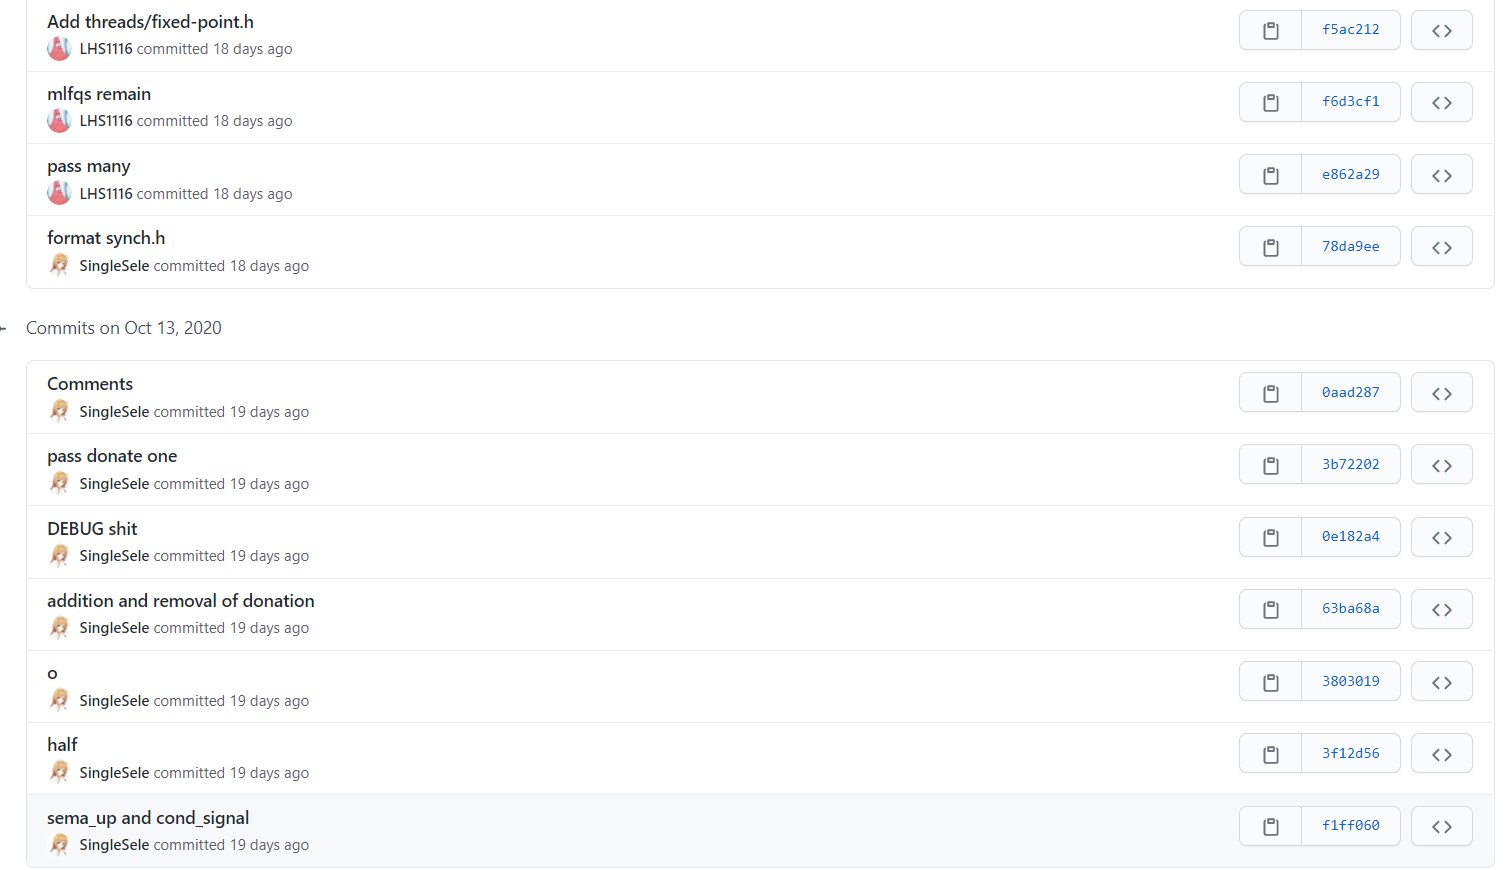 Add threads/fixed-point.h
LHS1116 committed 18 days ago
f5ac212
mlfqs remain
LHS1116 committed 18 days ago
f6d3cf1
pass many
LHS1116 committed 18 days ago
e862a29
format synch.h
SingleSele committed 18 days ago
78da9ee
Commits on Oct 13, 2020
Comments
SingleSele committed 19 days ago
0aad287
pass donate one
SingleSele committed 19 days ago
3b72202
DEBUG shit
SingleSele committed 19 days ago
0e182a4
addition and removal of donation
SingleSele committed 19 days ago
63ba68a
o
SingleSele committed 19 days ago
3803019
half
SingleSele committed 19 days ago
3f12d56
sema_up and cond_signal
SingleSele committed 19 days ago
f1ff060